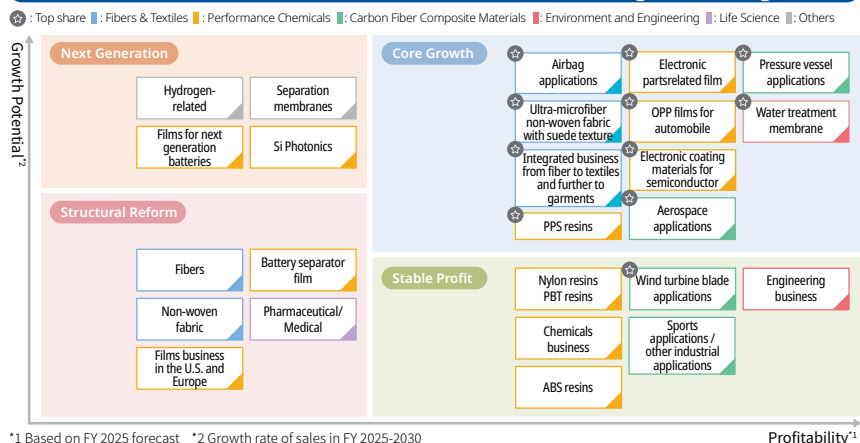 : Top share : Fibers & Textiles : Performance Chemicals : Carbon Fiber Composite Materials : Environment and Engineering : Life Science : Others
Growth Potential*2
Next Generation
Hydrogen-
related
Separation
membranes
Films for next
generation
batteries
Si Photonics
Core Growth
Airbag
applications
Electronic
partsrelated film
Pressure vessel
applications
Ultra-microfiber
non-woven fabric
with suede texture
OPP films for
automobile
Water treatment
membrane
Integrated business
from fiber to textiles
and further to
garments
Electronic coating
materials for
semiconductor
PPS resins
Aerospace
applications
Structural Reform
Fibers
Battery separator
film
Non-woven
fabric
Pharmaceutical/
Medical
Films business
in the U.S. and
Europe
Stable Profit
Nylon resins
PBT resins
Wind turbine blade
applications
Engineering
business
Chemicals
business
Sports
applications /
other industrial
applications
ABS resins
*1 Based on FY 2025 forecast *2 Growth rate of sales in FY 2025-2030
Profitability*1